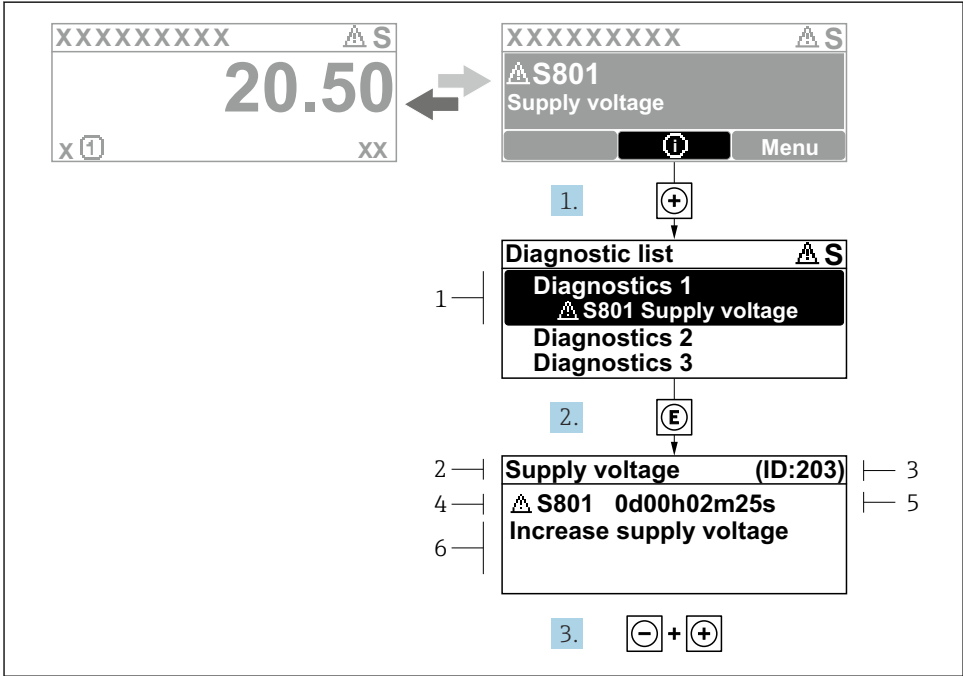 XXXXXXXXX ⚠ S
20.50
x ① XX
XXXXXXXXX ⚠ S
⚠ S801
Supply voltage
ⓘ Menu
1. +
Diagnostic list ⚠ S
1
Diagnostics 1
⚠ S801 Supply voltage
Diagnostics 2
Diagnostics 3
2. E
2 Supply voltage (ID:203) 3
4 ⚠ S801 0d00h02m25s 5
6 Increase supply voltage
3. - + +